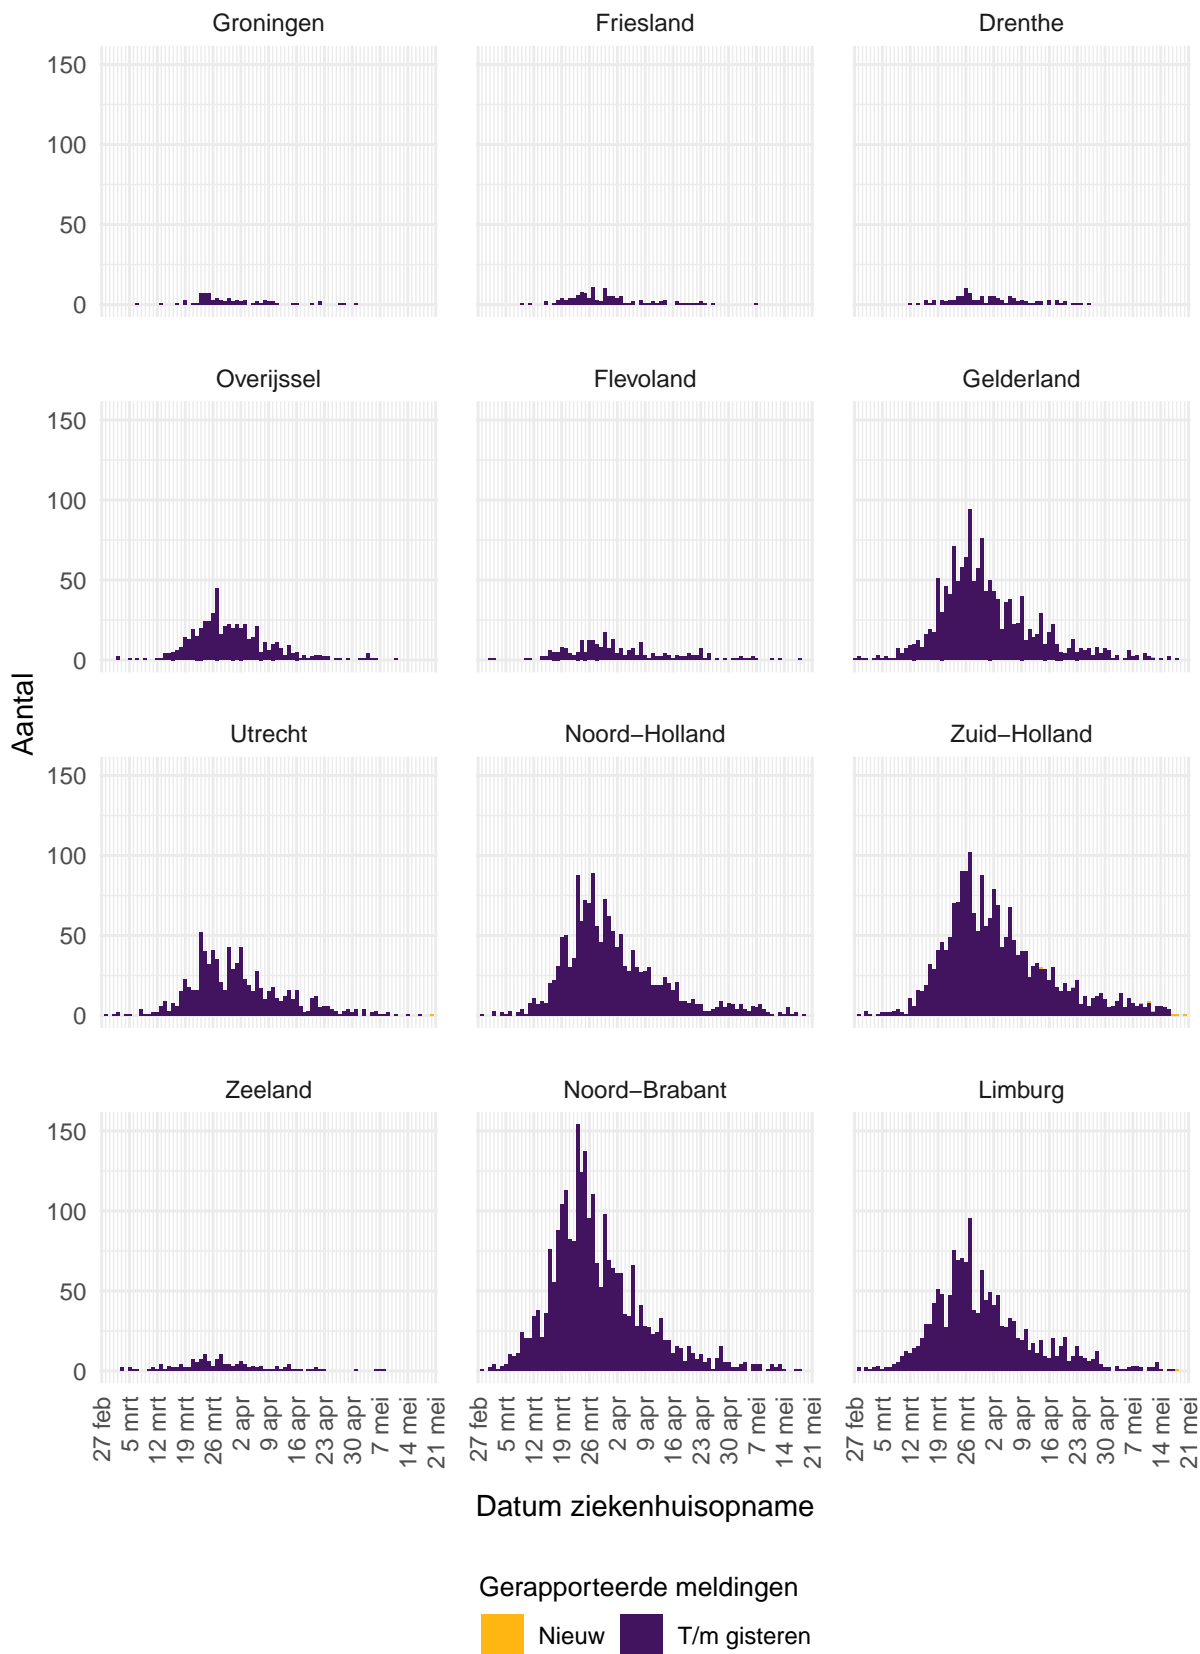 Groningen Friesland Drenthe
150
100
50
0
Overijssel Flevoland Gelderland
150
100
50
0
Aantal
Utrecht Noord−Holland Zuid−Holland
150
100
50
0
Zeeland Noord−Brabant Limburg
150
100
50
0
27 feb 5 mrt 12 mrt 19 mrt 26 mrt 2 apr 9 apr 16 apr 23 apr 30 apr 7 mei 14 mei 21 mei
27 feb 5 mrt 12 mrt 19 mrt 26 mrt 2 apr 9 apr 16 apr 23 apr 30 apr 7 mei 14 mei 21 mei
27 feb 5 mrt 12 mrt 19 mrt 26 mrt 2 apr 9 apr 16 apr 23 apr 30 apr 7 mei 14 mei 21 mei
Datum ziekenhuisopname
Gerapporteerde meldingen
Nieuw T/m gisteren